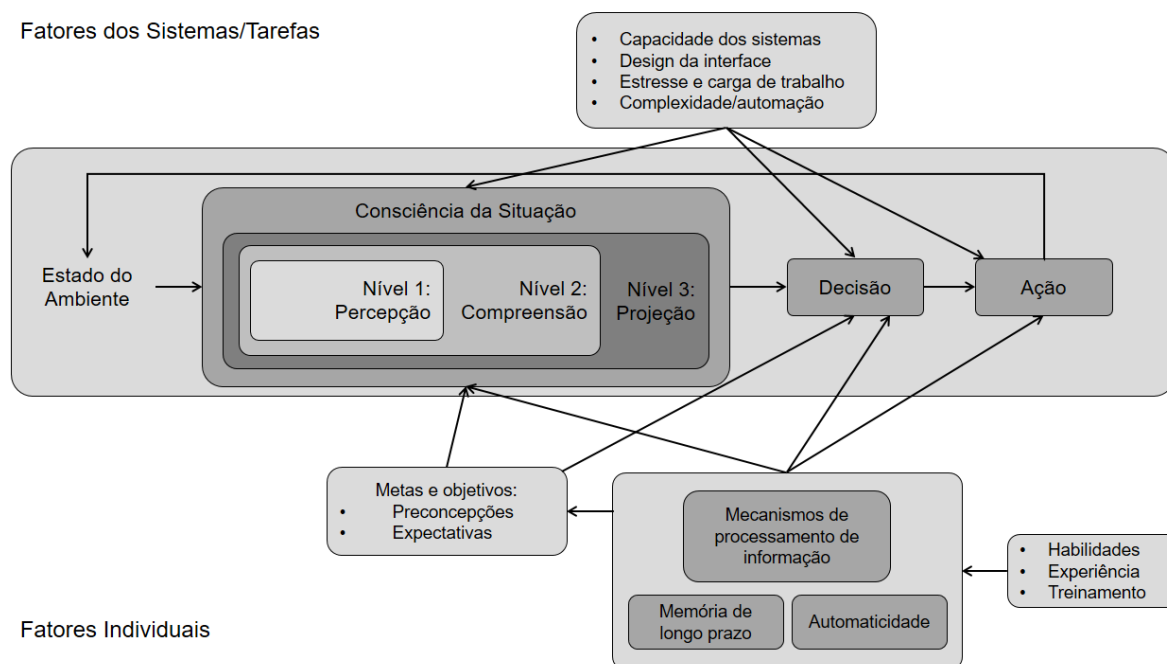 Fatores dos Sistemas/Tarefas
• Capacidade dos sistemas
• Design da interface
• Estresse e carga de trabalho
• Complexidade/automação
Consciência da Situação
Estado do
Ambiente
Nível 1:
Percepção
Nível 2:
Compreensão
Nível 3:
Projeção
Decisão
Ação
Metas e objetivos:
• Preconcepções
• Expectativas
Mecanismos de
processamento de
informação
Memória de
longo prazo
Automaticidade
• Habilidades
• Experiência
• Treinamento
Fatores Individuais